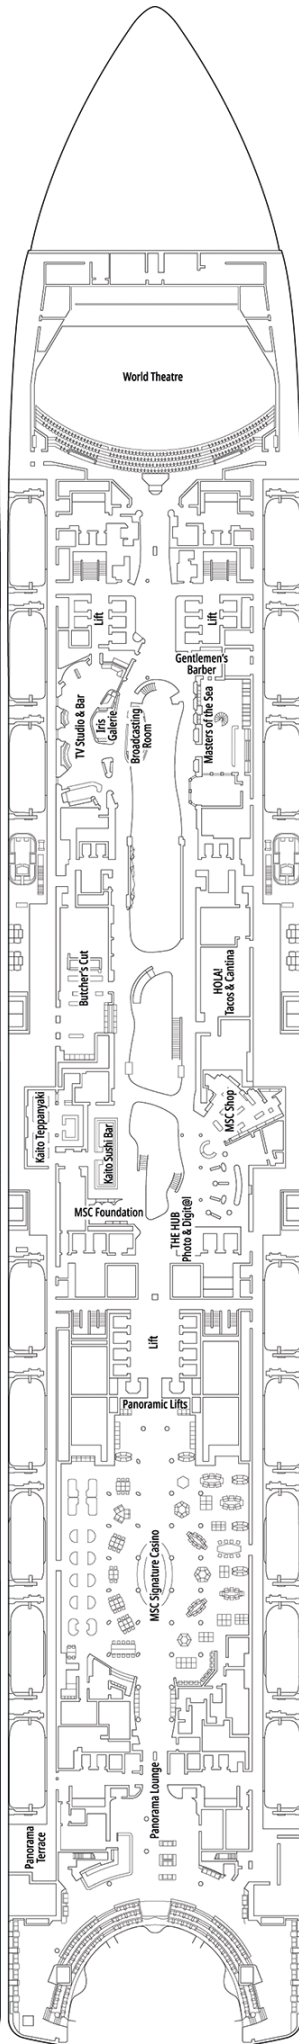 World Theatre
Lift
Lift
Gentlemen's
Barber
TV Studio & Bar
Iris
Galerie
Broadcasting
Room
Masters of the Sea
Butcher's Cut
HOLA!
Tacos & Cantina
Kaito Teppanyaki
Kaito Sushi Bar
MSC Shop
MSC Foundation
THE HUB
Photo & Digit@l
Lift
Panoramic Lifts
MSC Signature Casino
Panorama Lounge
Panorama
Terrace